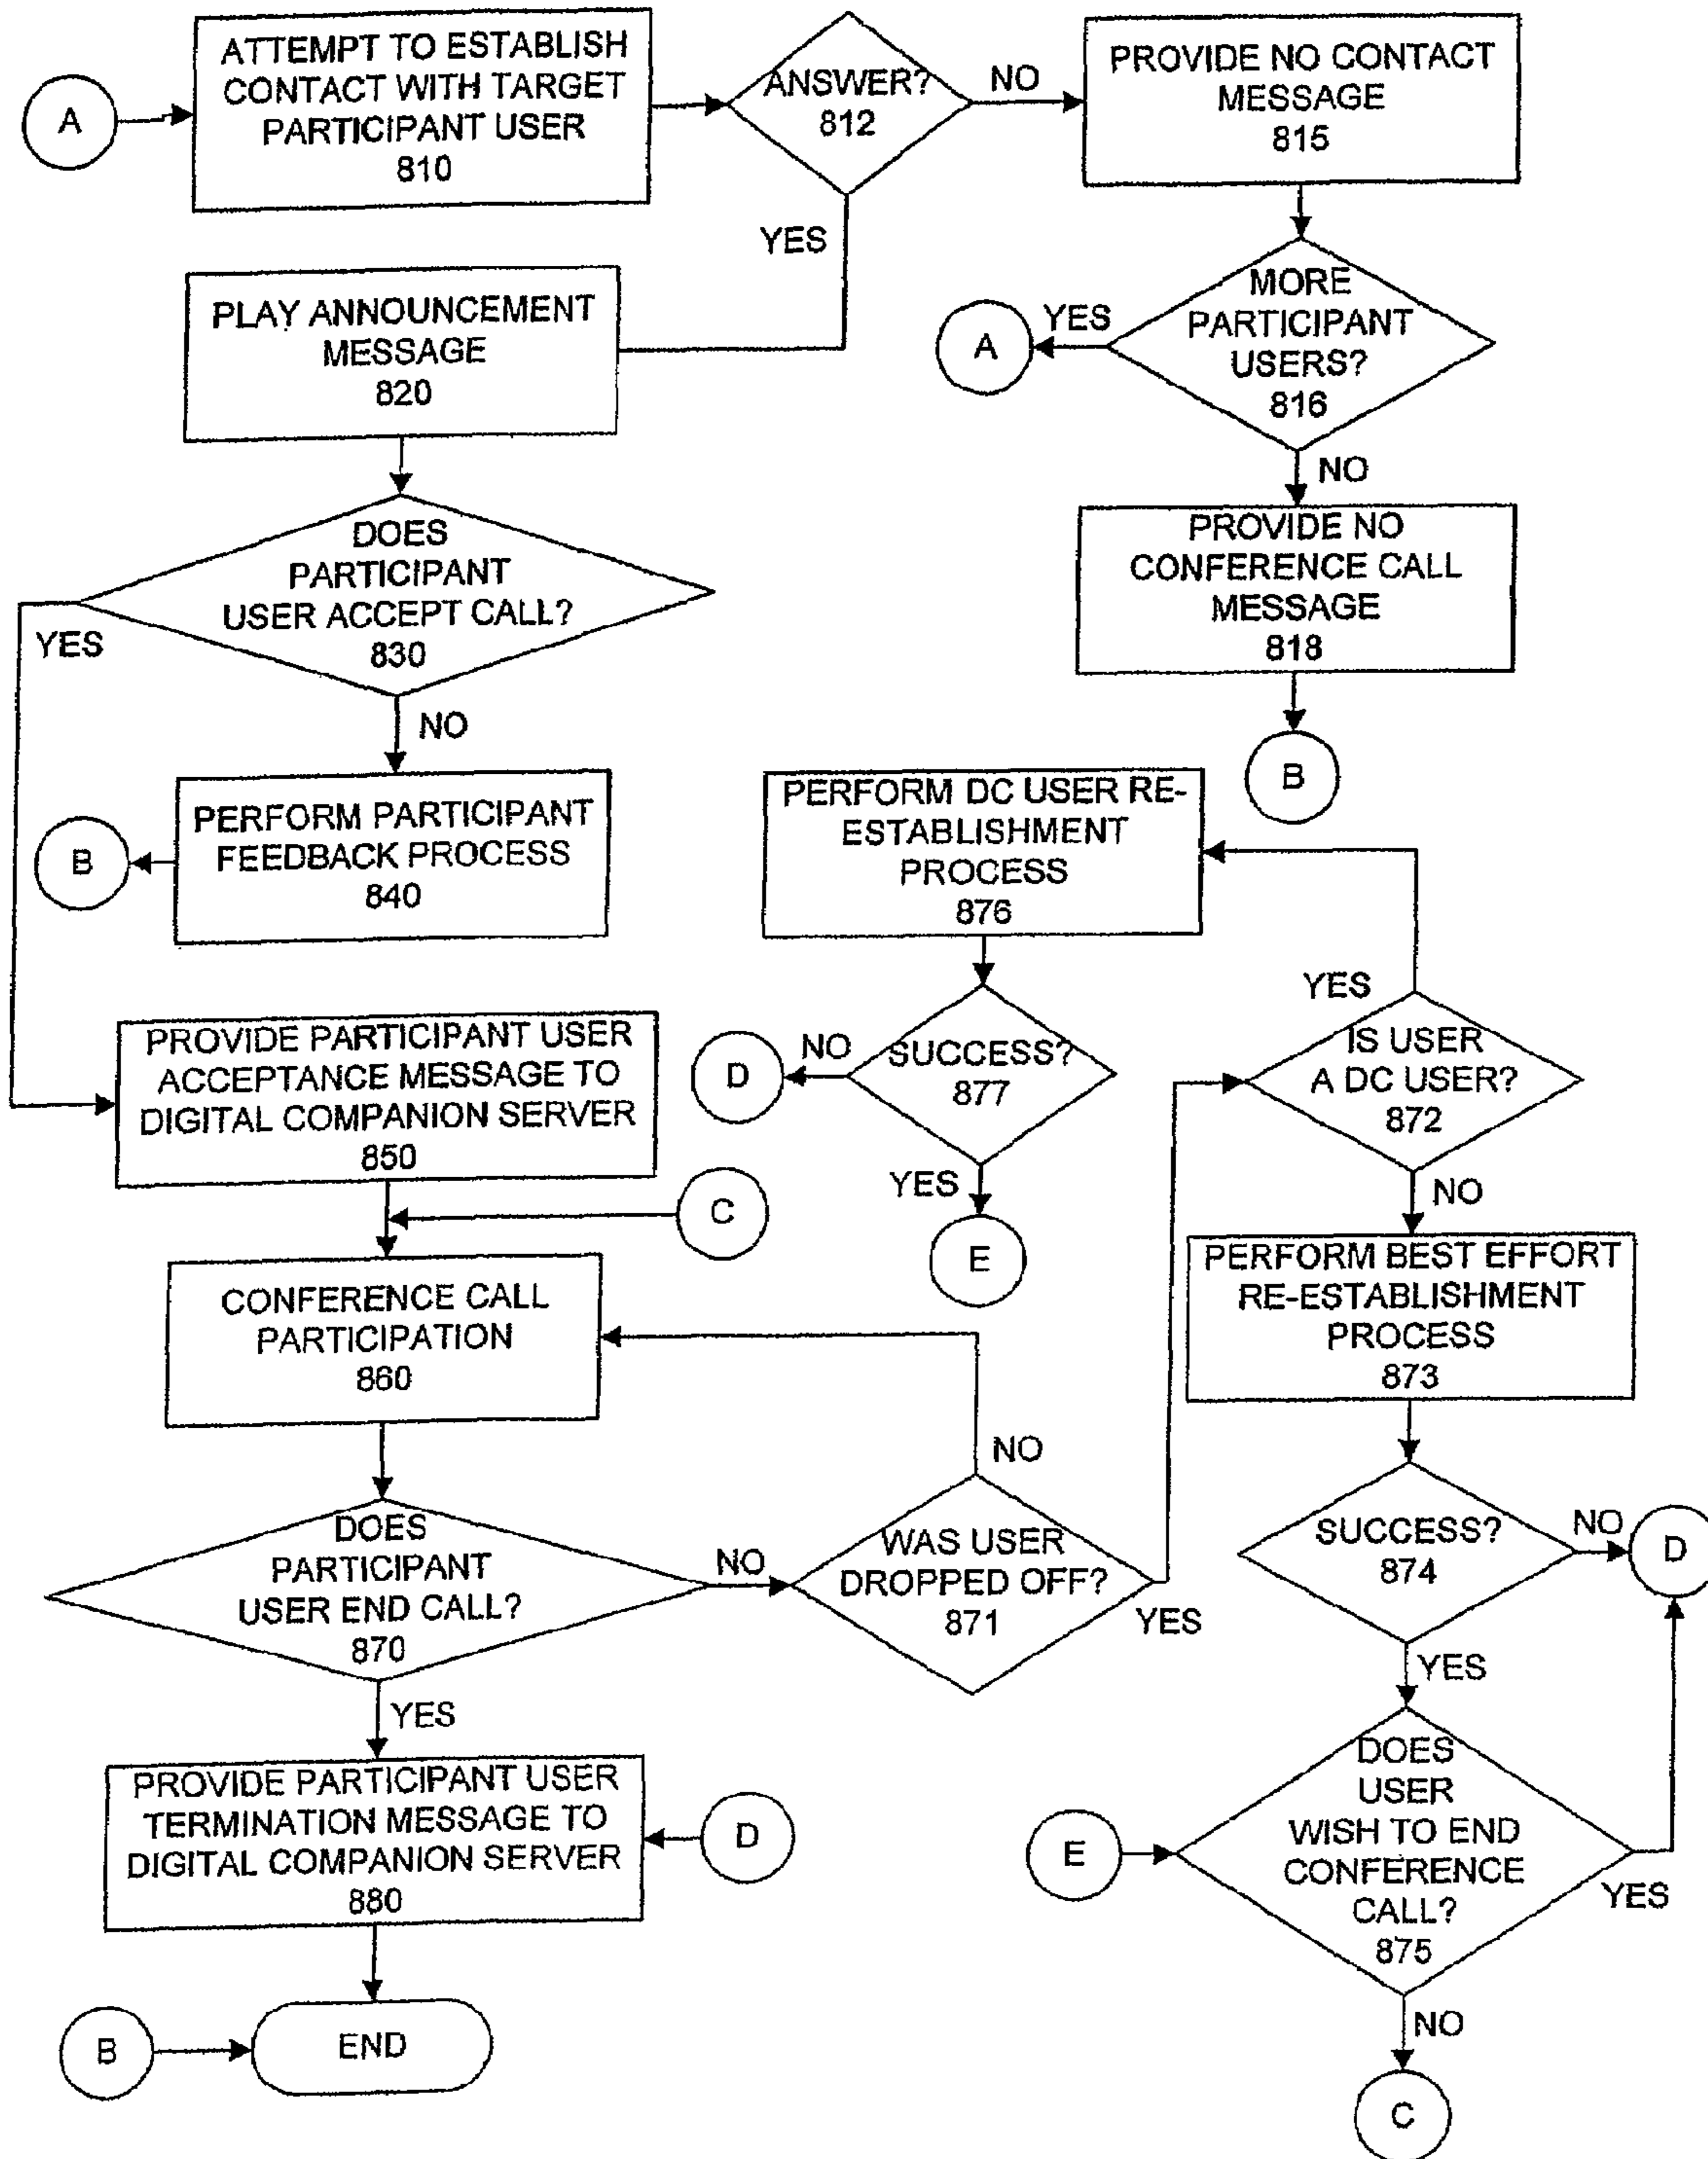 A
ATTEMPT TO ESTABLISH
CONTACT WITH TARGET
PARTICIPANT USER
810
ANSWER?
812
NO
YES
PROVIDE NO CONTACT
MESSAGE
815
PLAY ANNOUNCEMENT
MESSAGE
820
MORE
PARTICIPANT
USERS?
816
YES
A
NO
PROVIDE NO
CONFERENCE CALL
MESSAGE
818
B
DOES
PARTICIPANT
USER ACCEPT CALL?
830
YES
NO
PERFORM PARTICIPANT
FEEDBACK PROCESS
840
B
PERFORM DC USER RE-
ESTABLISHMENT
PROCESS
876
SUCCESS?
877
NO
D
YES
E
YES
IS USER
A DC USER?
872
NO
PROVIDE PARTICIPANT USER
ACCEPTANCE MESSAGE TO
DIGITAL COMPANION SERVER
850
C
CONFERENCE CALL
PARTICIPATION
860
PERFORM BEST EFFORT
RE-ESTABLISHMENT
PROCESS
873
NO
DOES
PARTICIPANT
USER END CALL?
870
NO
WAS USER
DROPPED OFF?
871
YES
SUCCESS?
874
NO
D
YES
YES
PROVIDE PARTICIPANT USER
TERMINATION MESSAGE TO
DIGITAL COMPANION SERVER
880
D
E
DOES
USER
WISH TO END
CONFERENCE
CALL?
875
YES
NO
C
B
END